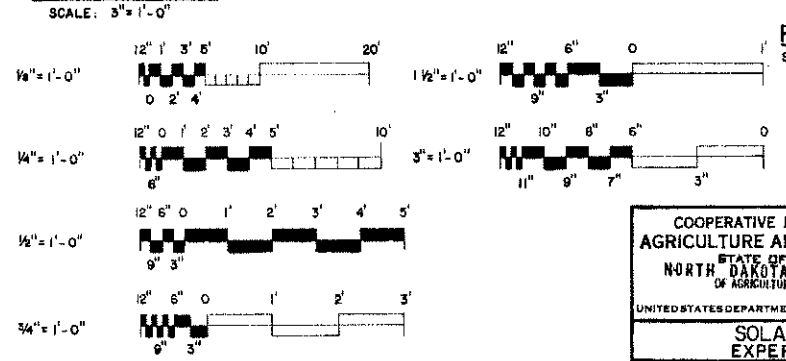 SCALE: 3"= 1'-0"
12" 1' 3' 5' 10' 20'
1/8"= 1'-0"
0 2' 4'
12" 0 1' 2' 3' 4' 5' 10'
1/4"= 1'-0"
6"
12" 6" 0 1' 2' 3' 4' 5'
1/2"= 1'-0"
9" 3"
12" 6" 0 1' 2' 3'
3/4"= 1'-0"
9" 3"
12" 6" 0 1'
1 1/2"= 1'-0"
9" 3"
12" 10" 8" 6" 0
3"= 1'-0"
11" 9" 7" 3"
COOPERATIVE
AGRICULTURE
STATE OF
NORTH DAKOTA
OF AGRICULTU
UNITED STATES DEPARTME
SOLA
EXPER